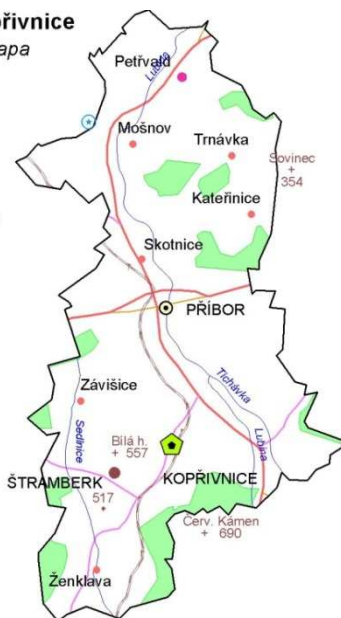 přivnice
apa
Petřvald
Lubina
Mošnov
Trnávka
Sovinec
+
354
Kateřinice
Skotnice
PŘÍBOR
Tichávka
Závišice
Sedlnice
Lubina
Bílá h.
+ 557
ŠTRAMBERK
517
+
KOPŘIVNICE
Červ. Kámen
+ 690
Ženklava